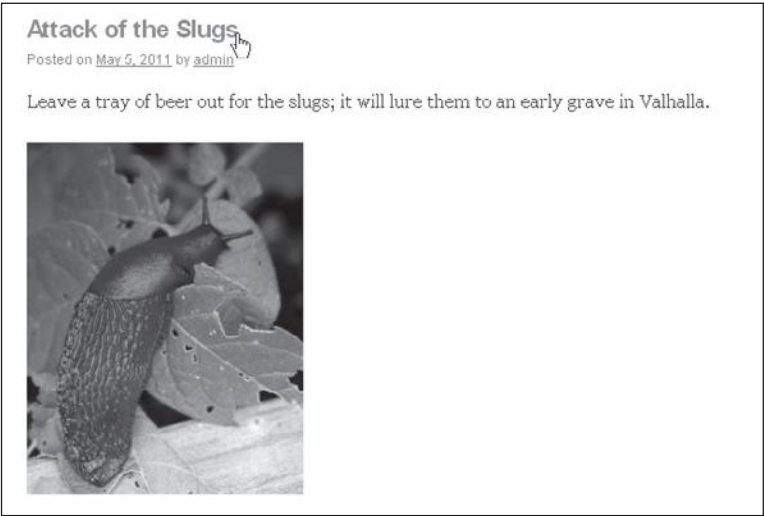 Attack of the Slugs
Posted on May 5, 2011 by admin
Leave a tray of beer out for the slugs; it will lure them to an early grave in Valhalla.